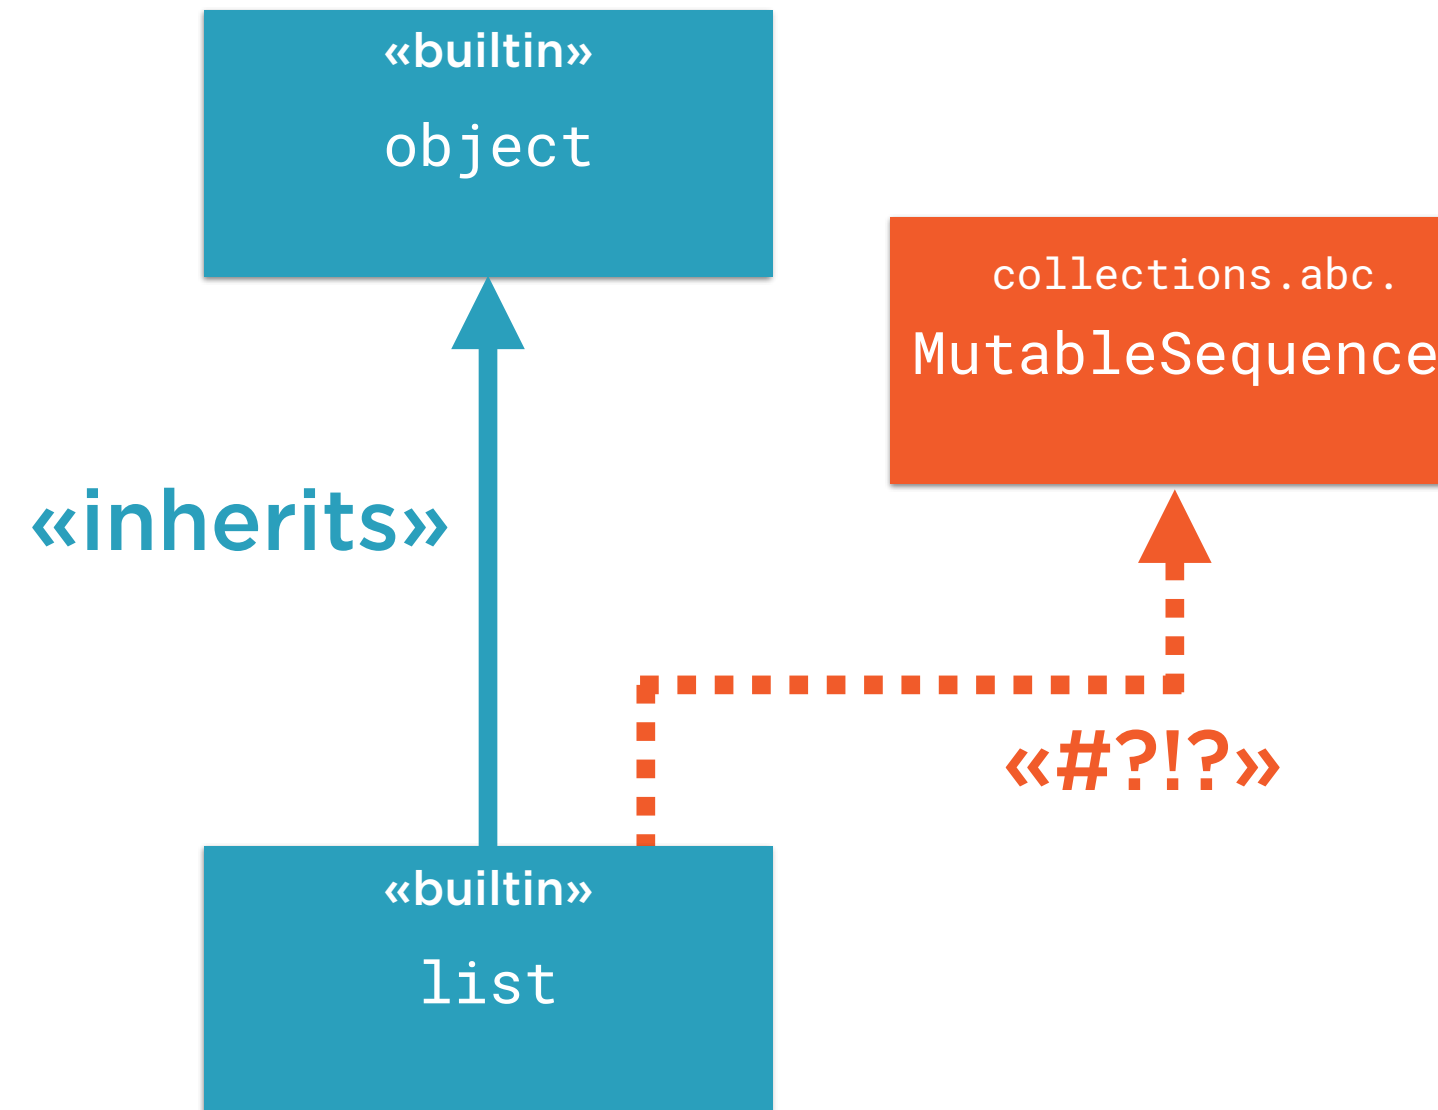 «builtin»
object
collections.abc.
MutableSequence
«inherits»
«#?!?»
«builtin»
list